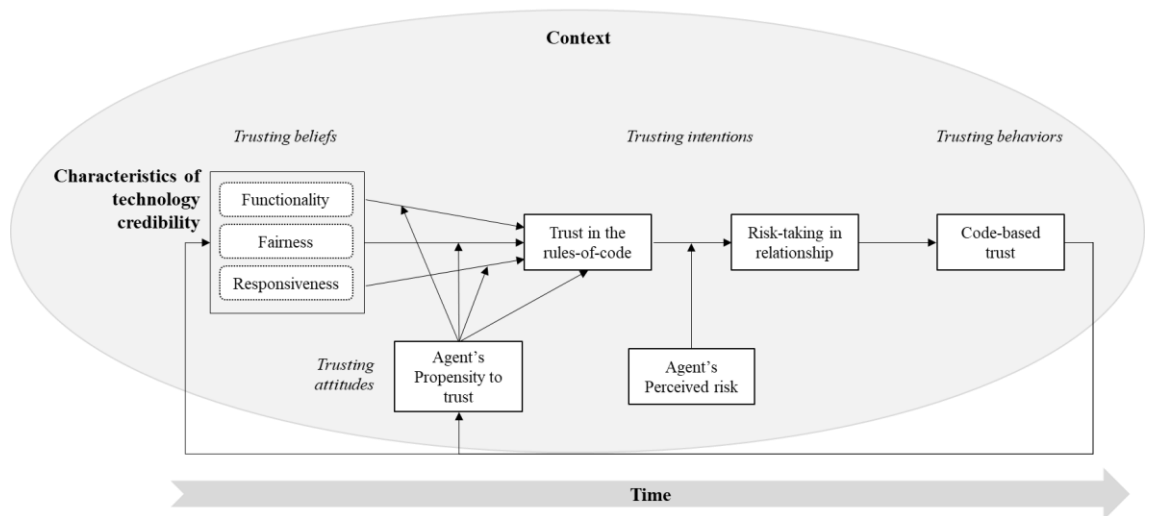 Context
Trusting beliefs
Trusting intentions
Trusting behaviors
Characteristics of
technology
credibility
Functionality
Fairness
Responsiveness
Trust in the
rules-of-code
Risk-taking in
relationship
Code-based
trust
Trusting
attitudes
Agent's
Propensity to
trust
Agent's
Perceived risk
Time